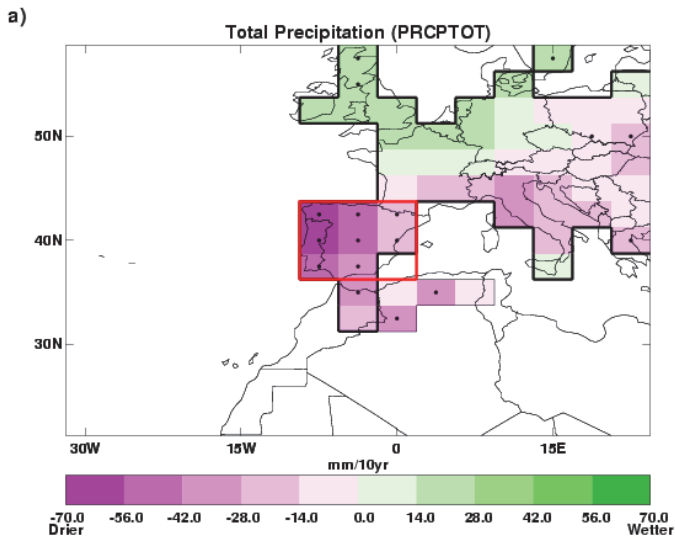 a)
Total Precipitation (PRCPTOT)
50N
40N
30N
30W 15W 0 15E
mm/10yr
-70.0 -56.0 -42.0 -28.0 -14.0 0.0 14.0 28.0 42.0 56.0 70.0
Drier Wetter